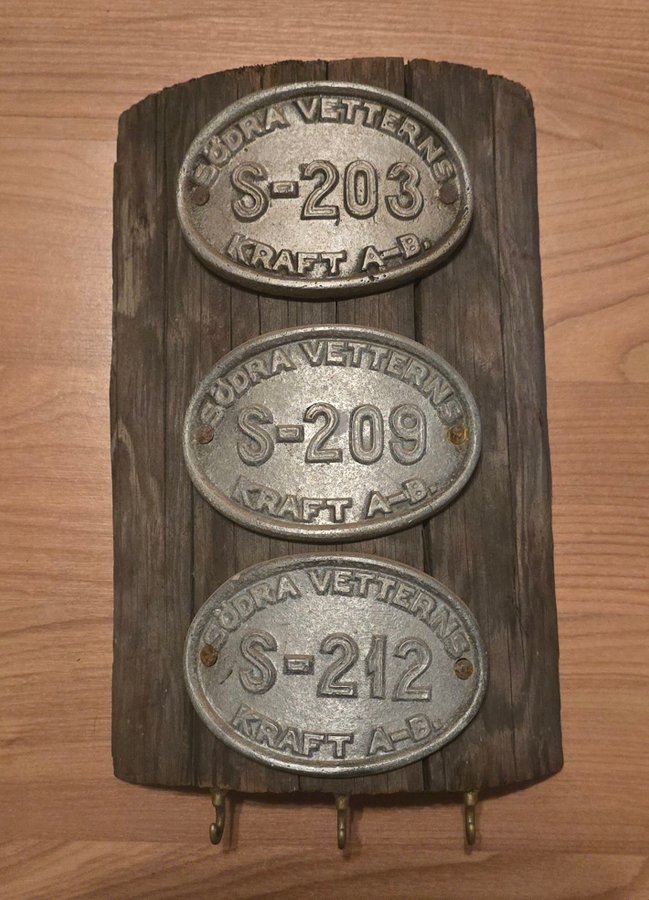 SÖDRA VETTERNS
S-203
KRAFT A-B.
SÖDRA VETTERNS
S-209
KRAFT A-B.
SÖDRA VETTERNS
S-212
KRAFT A-B.